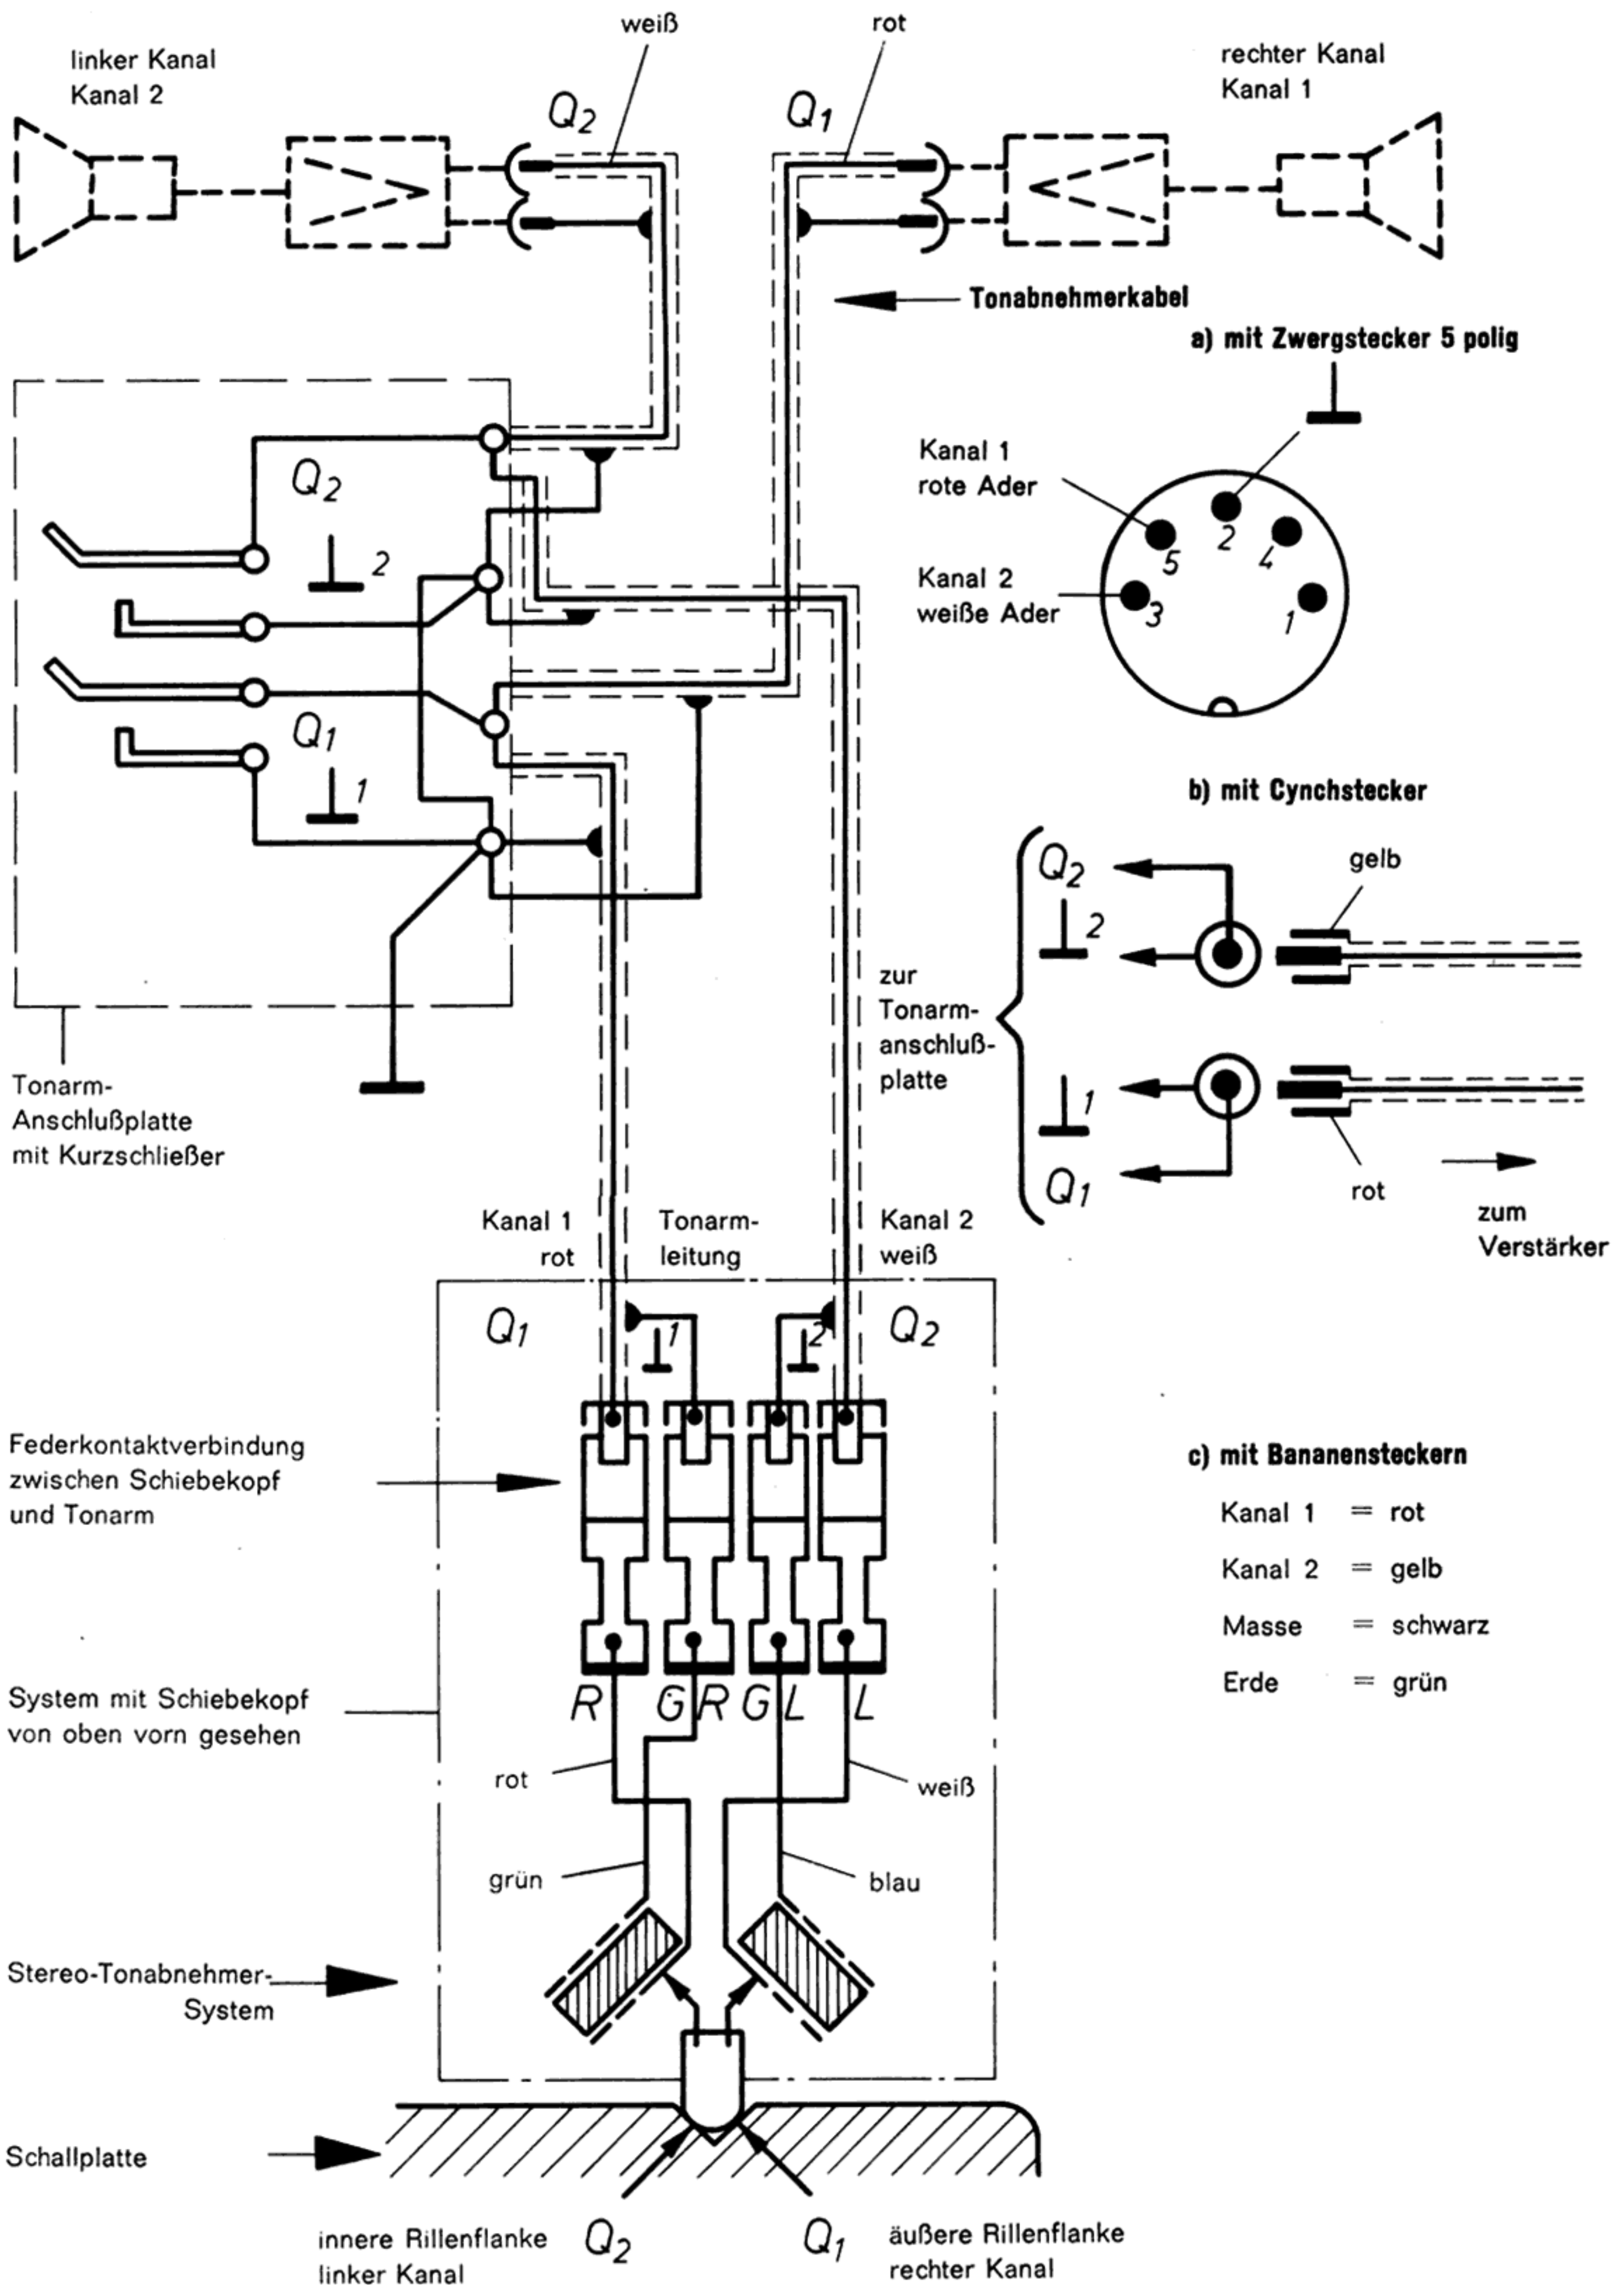 weiß
rot
linker Kanal
Kanal 2
rechter Kanal
Kanal 1
Q2
Q1
Tonabnehmerkabel
a) mit Zwergstecker 5 polig
Kanal 1
rote Ader
Kanal 2
weiße Ader
5
2
4
3
1
Q2
2
Q1
1
b) mit Cynchstecker
Q2
2
gelb
zur
Tonarm-
anschluß-
platte
1
Q1
rot
zum
Verstärker
Tonarm-
Anschlußplatte
mit Kurzschließer
Kanal 1
rot
Tonarm-
leitung
Kanal 2
weiß
Q1
1
2
Q2
Federkontaktverbindung
zwischen Schiebekopf
und Tonarm
c) mit Bananensteckern
Kanal 1 = rot
Kanal 2 = gelb
Masse = schwarz
Erde = grün
System mit Schiebekopf
von oben vorn gesehen
R GR GL L
rot
weiß
grün
blau
Stereo-Tonabnehmer-
System
Schallplatte
innere Rillenflanke
linker Kanal
Q2
Q1
äußere Rillenflanke
rechter Kanal